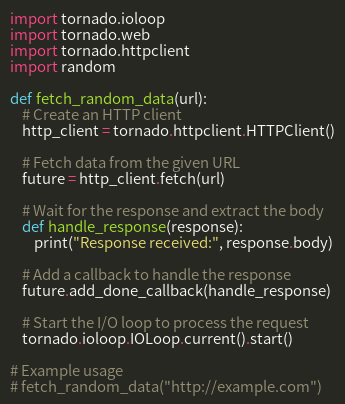 import tornado.ioloop
import tornado.web
import tornado.httpclient
import random

def fetch_random_data(url):
    # Create an HTTP client
    http_client = tornado.httpclient.HTTPClient()

    # Fetch data from the given URL
    future = http_client.fetch(url)

    # Wait for the response and extract the body
    def handle_response(response):
        print("Response received:", response.body)

    # Add a callback to handle the response
    future.add_done_callback(handle_response)

    # Start the I/O loop to process the request
    tornado.ioloop.IOLoop.current().start()

# Example usage
# fetch_random_data("http://example.com")